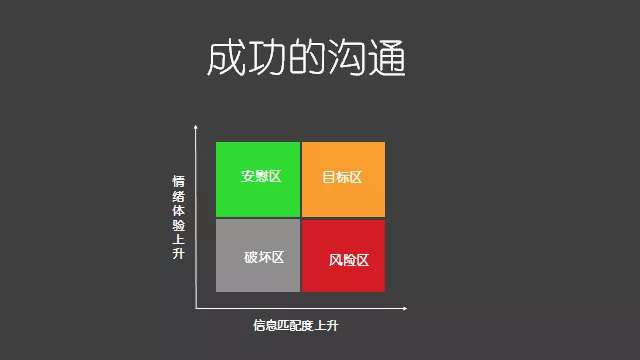 成功的沟通
安慰区
目标区
情绪体验上升
破坏区
风险区
信息匹配度上升